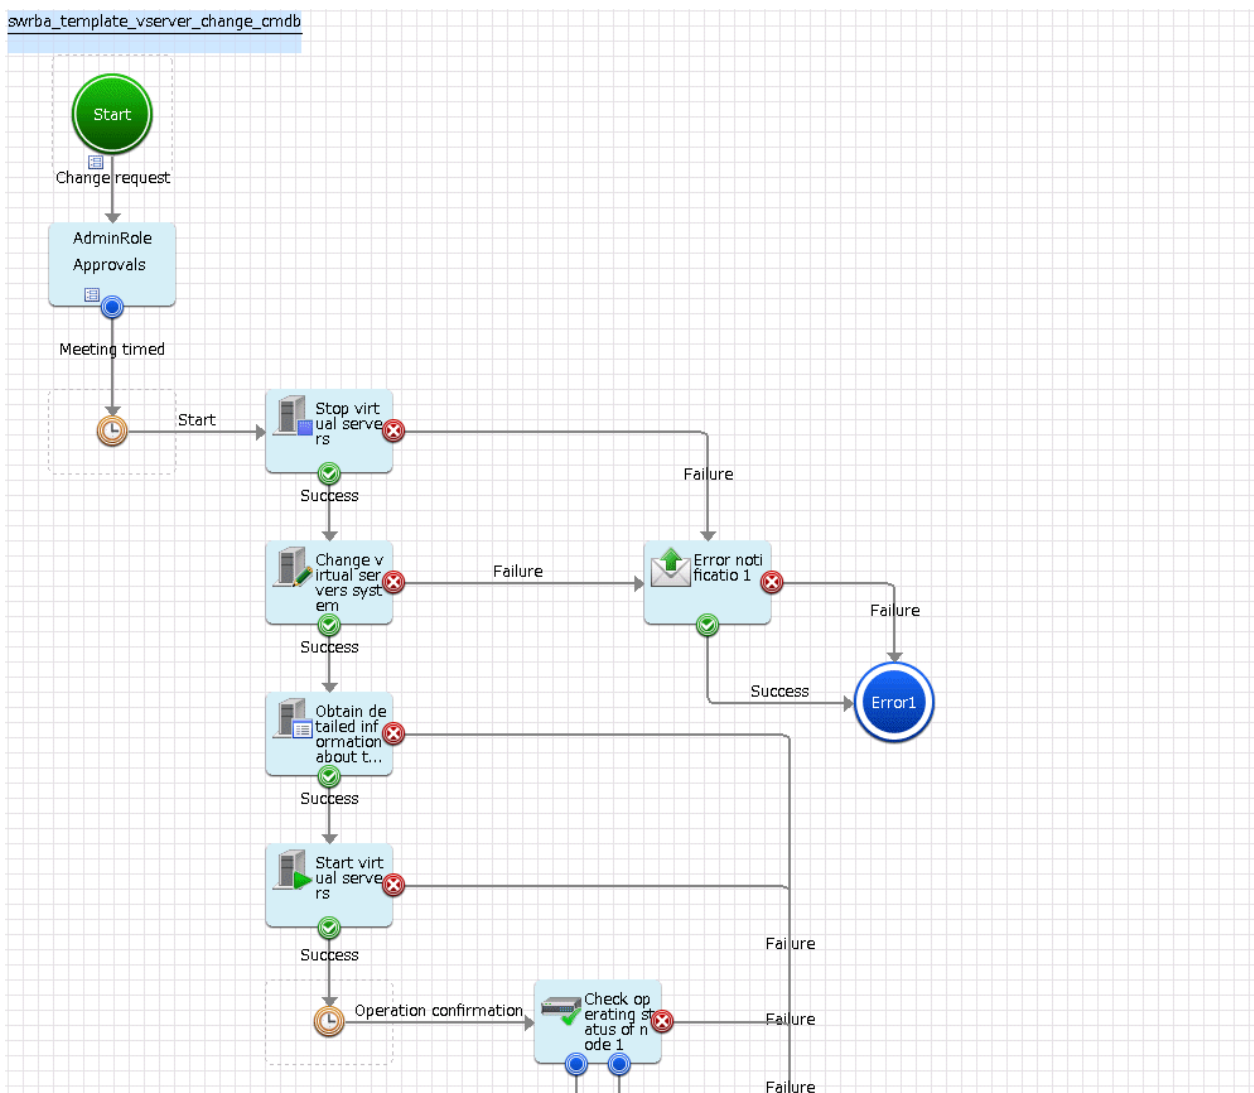 swrba_template_vserver_change_cmdb
Start
Change request
AdminRole
Approvals
Meeting timed
Start
Stop virt
ual serve
rs
Failure
Success
Change v
irtual ser
vers syst
em
Failure
Error noti
ficatio 1
Failure
Success
Success
Error1
Obtain de
tailed inf
ormation
about t...
Success
Start virt
ual serve
rs
Failure
Success
Operation confirmation
Check op
erating st
atus of n
ode 1
Failure
Failure